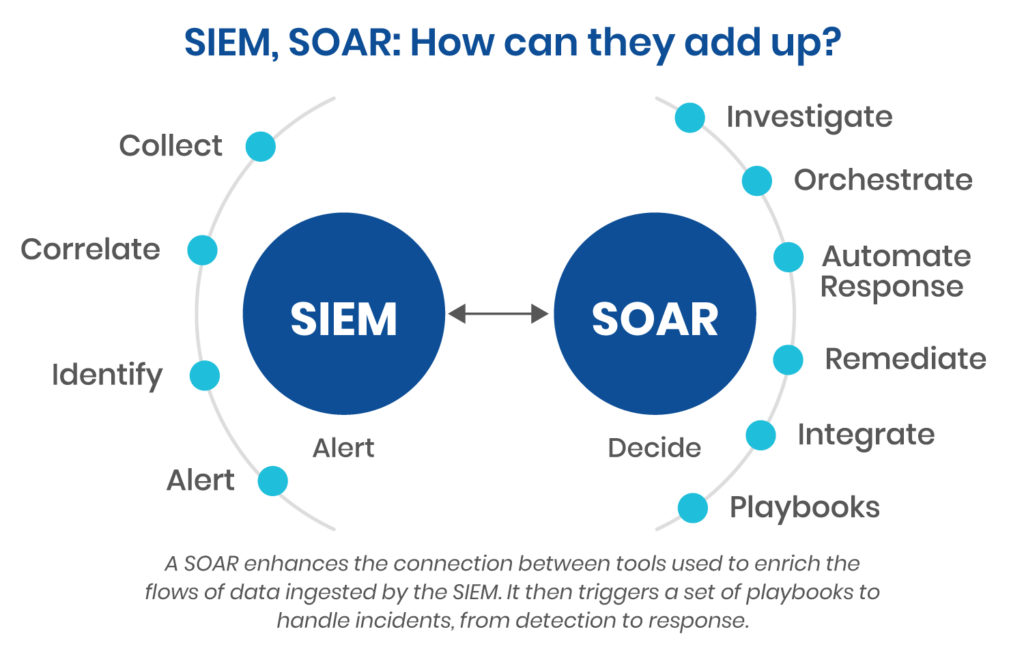 SIEM, SOAR: How can they add up?
Collect
Correlate
Identify
Alert
SIEM
Alert
SOAR
Decide
Investigate
Orchestrate
Automate
Response
Remediate
Integrate
Playbooks
A SOAR enhances the connection between tools used to enrich the
flows of data ingested by the SIEM. It then triggers a set of playbooks to
handle incidents, from detection to response.